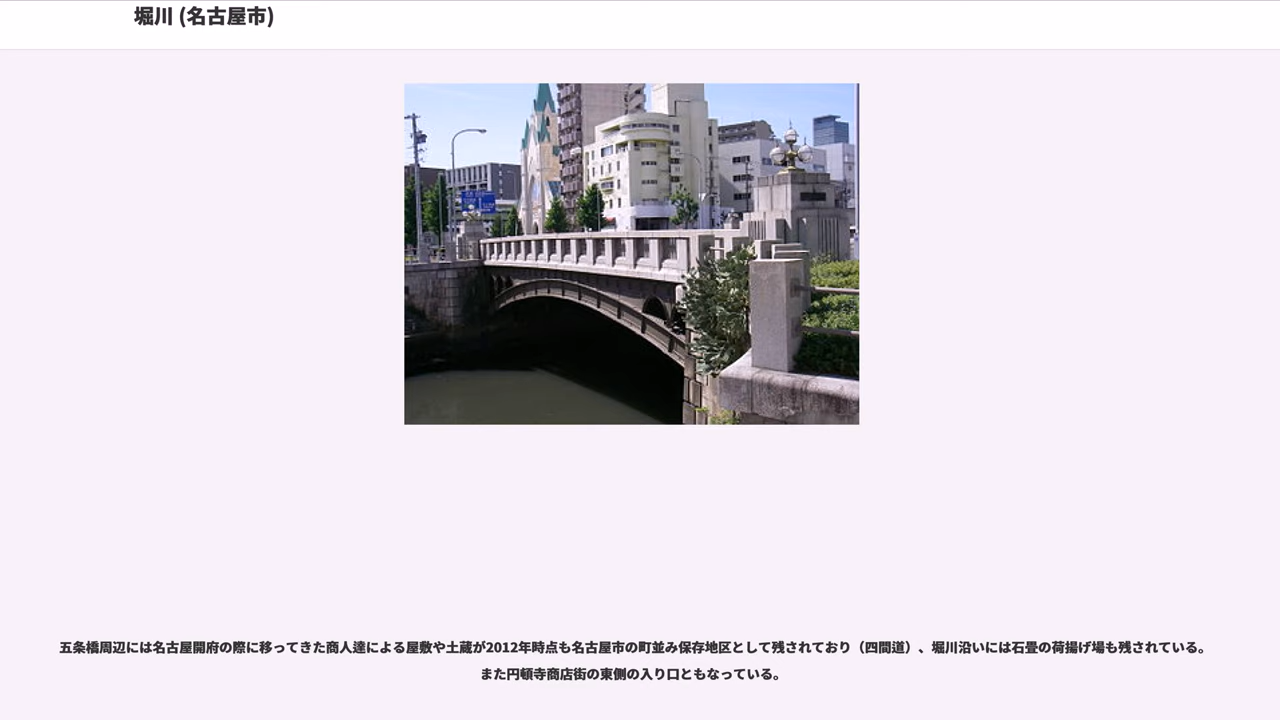 堀川 (名古屋市)
五条橋周辺には名古屋開府の際に移ってきた商人達による屋敷や土蔵が2012年時点も名古屋市の町並み保存地区として残されており（四間道）、堀川沿いには石畳の荷揚げ場も残されている。
また円頓寺商店街の東側の入り口ともなっている。